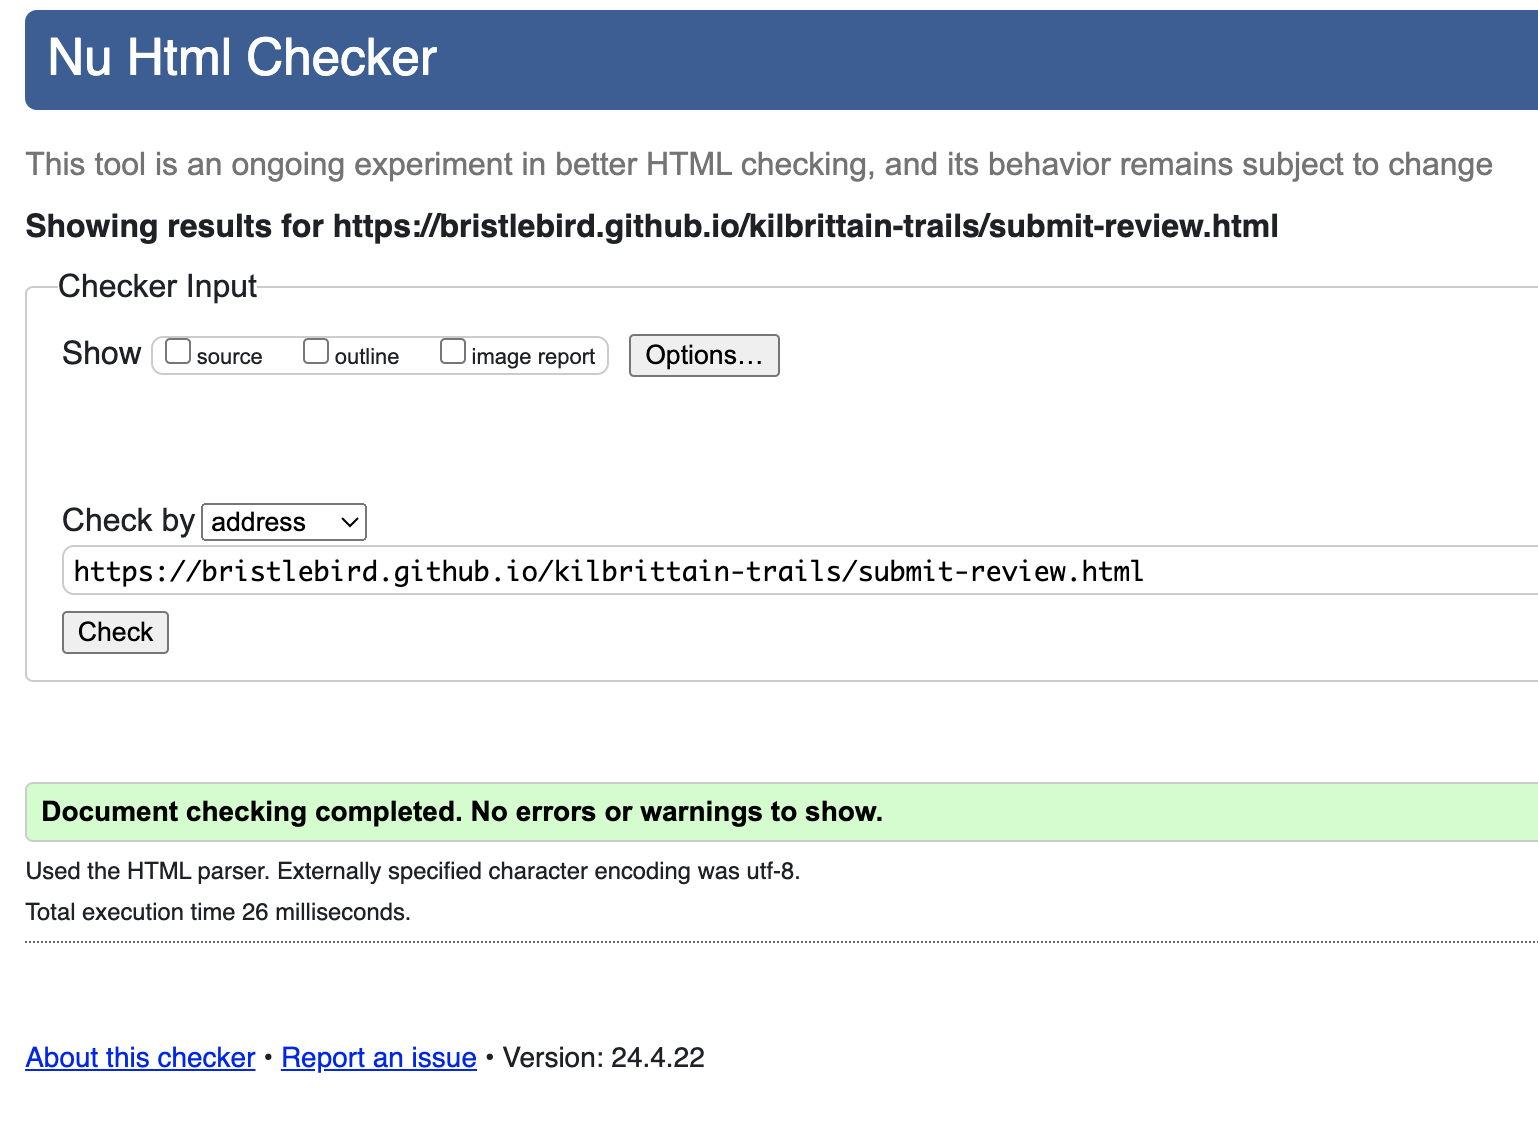 Nu Html Checker
This tool is an ongoing experiment in better HTML checking, and its behavior remains subject to change
Showing results for https://bristlebird.github.io/kilbrittain-trails/submit-review.html
Checker Input
Show source outline image report Options...
Check by address
https://bristlebird.github.io/kilbrittain-trails/submit-review.html
Check
Document checking completed. No errors or warnings to show.
Used the HTML parser. Externally specified character encoding was utf-8.
Total execution time 26 milliseconds.
About this checker • Report an issue • Version: 24.4.22